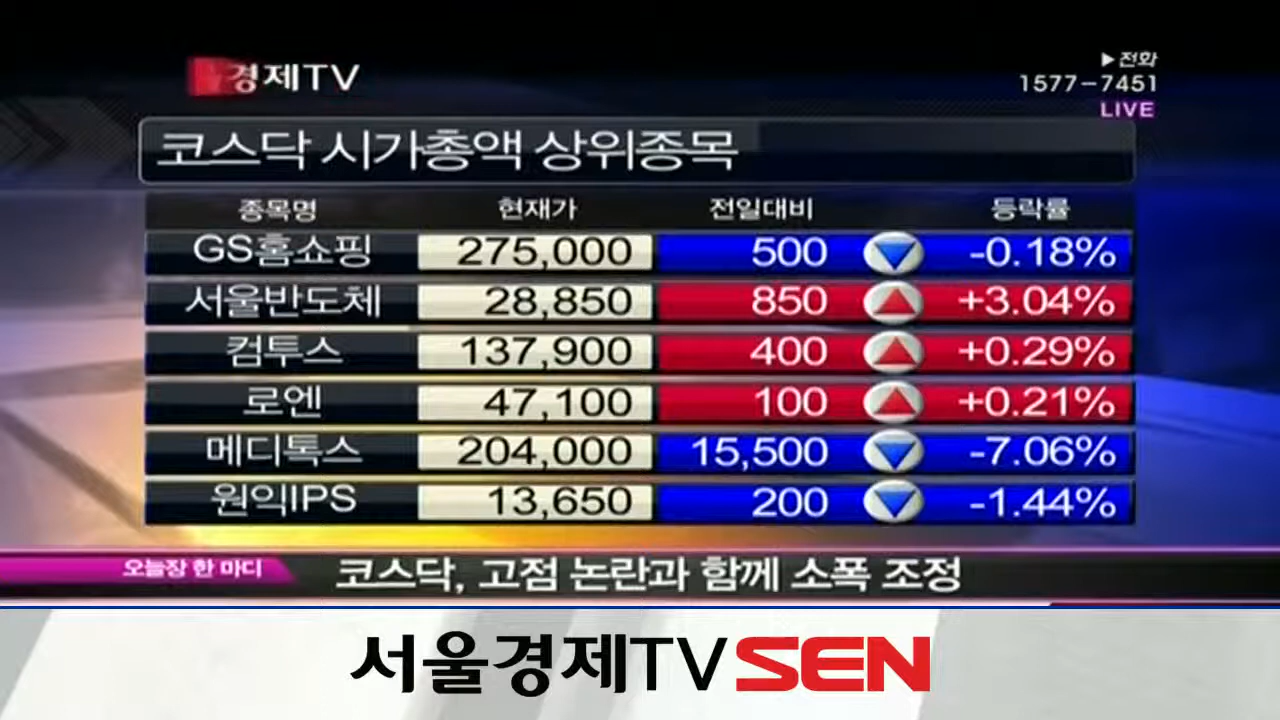 경제TV
▶전화
1577-7451
LIVE
코스닥 시가총액 상위종목
종목명 현재가 전일대비 등락률
GS홈쇼핑 275,000 500 ▼ -0.18%
서울반도체 28,850 850 ▲ +3.04%
컴투스 137,900 400 ▲ +0.29%
로엔 47,100 100 ▲ +0.21%
메디톡스 204,000 15,500 ▼ -7.06%
원익IPS 13,650 200 ▼ -1.44%
오늘장 한 마디 코스닥, 고점 논란과 함께 소폭 조정
서울경제TV SEN